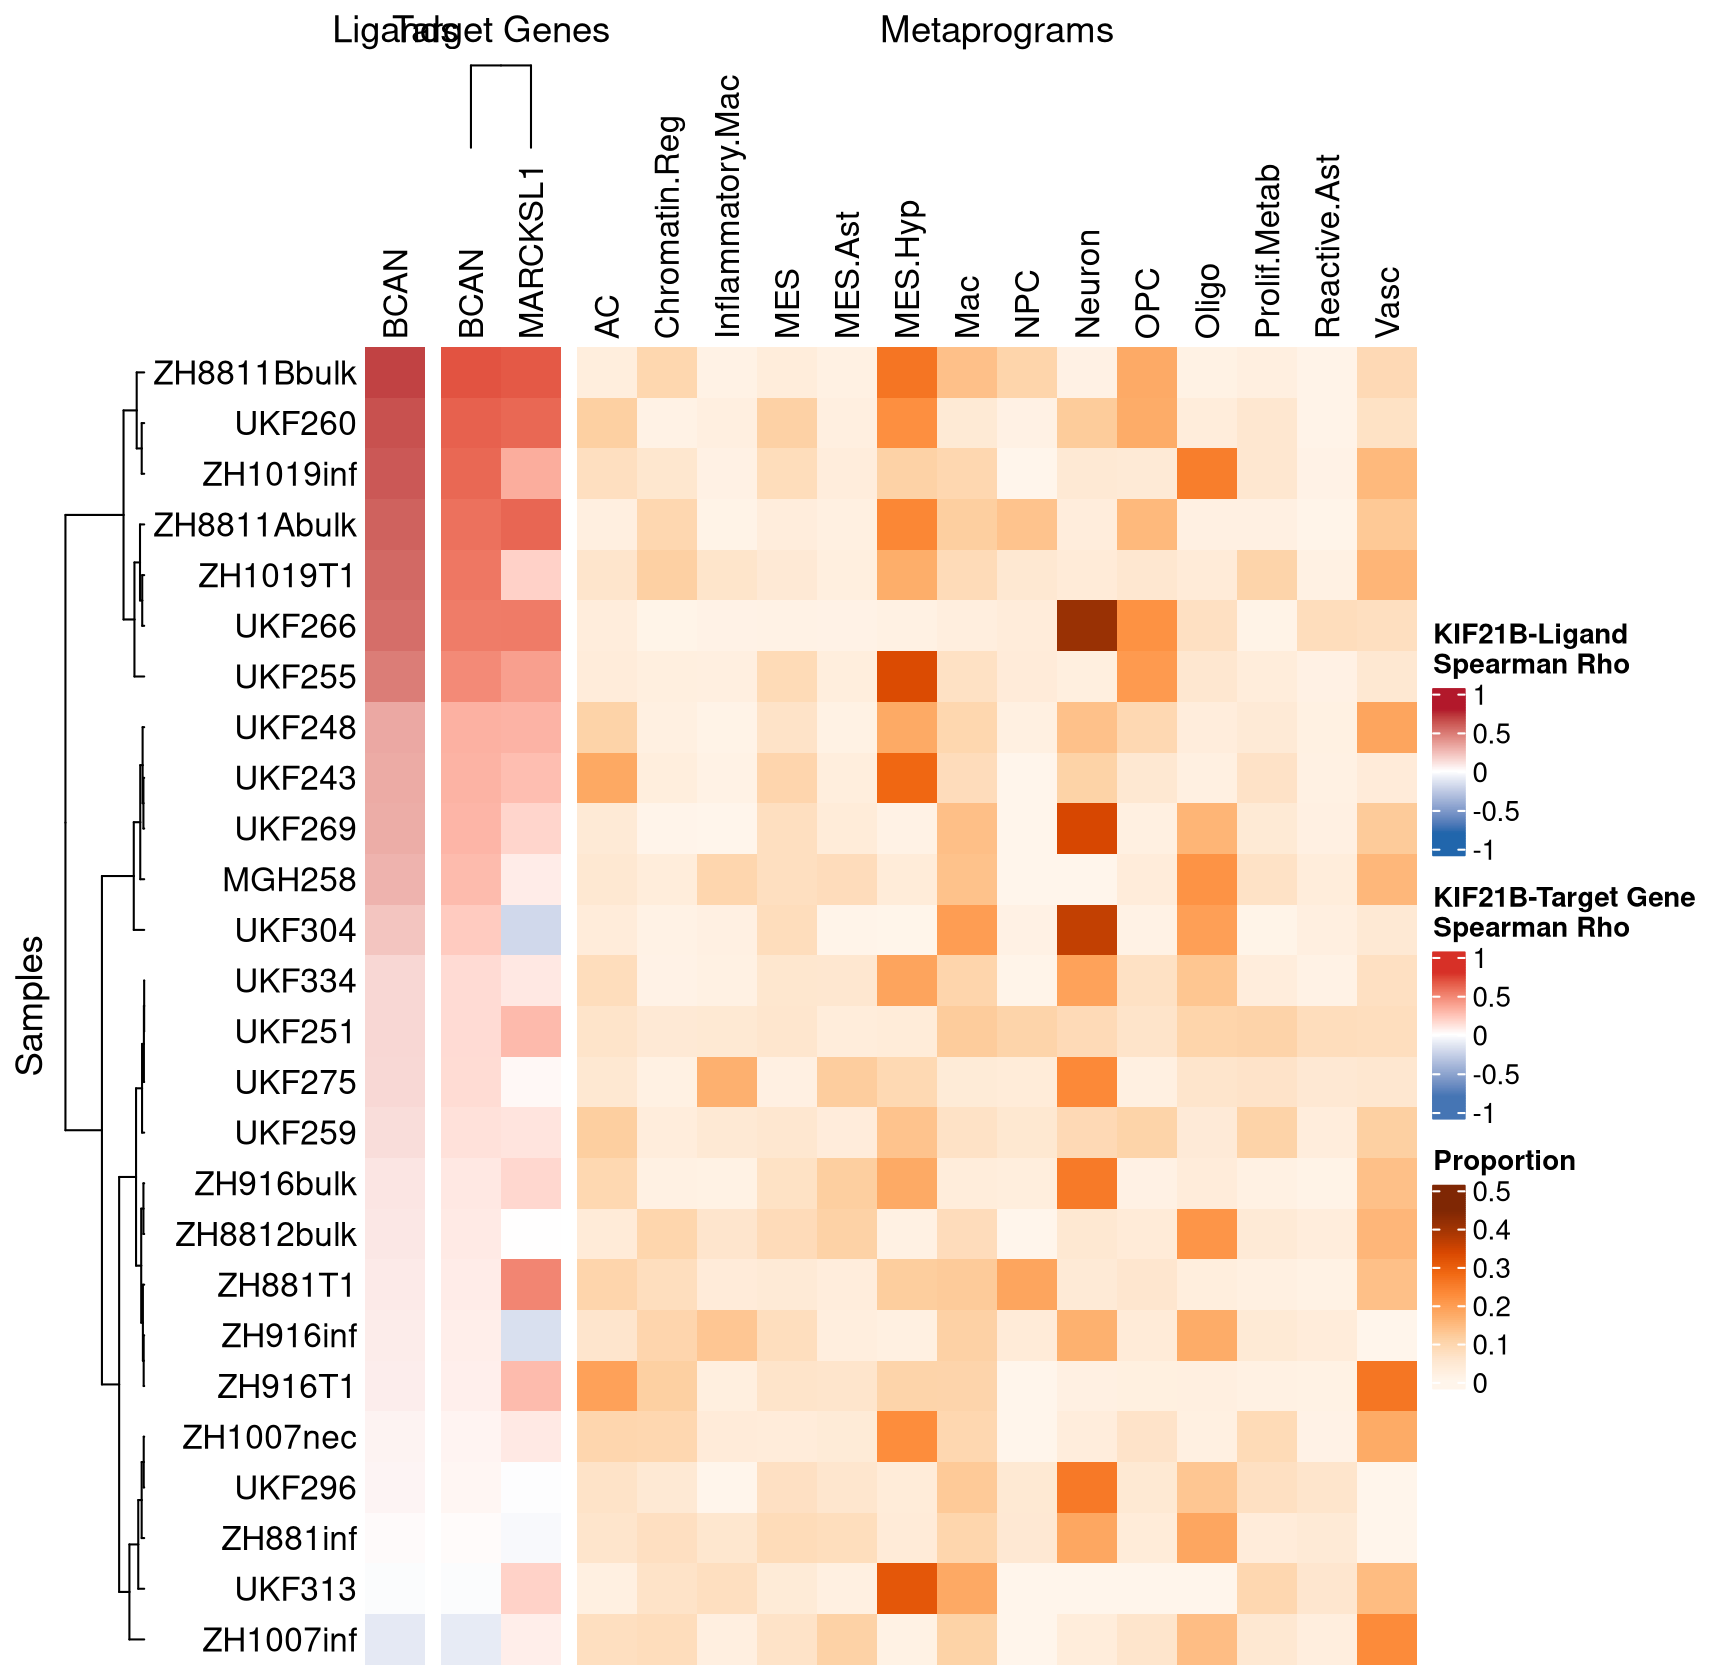 Ligands Target Genes Metaprograms
BCAN BCAN MARCKSL1 AC Chromatin.Reg Inflammatory.Mac MES MES.Ast MES.Hyp Mac NPC Neuron OPC Oligo Prolif.Metab Reactive.Ast Vasc
Samples
ZH8811Bbulk
UKF260
ZH1019inf
ZH8811Abulk
ZH1019T1
UKF266
UKF255
UKF248
UKF243
UKF269
MGH258
UKF304
UKF334
UKF251
UKF275
UKF259
ZH916bulk
ZH8812bulk
ZH881T1
ZH916inf
ZH916T1
ZH1007nec
UKF296
ZH881inf
UKF313
ZH1007inf
KIF21B-Ligand
Spearman Rho
1
0.5
0
-0.5
-1
KIF21B-Target Gene
Spearman Rho
1
0.5
0
-0.5
-1
Proportion
0.5
0.4
0.3
0.2
0.1
0